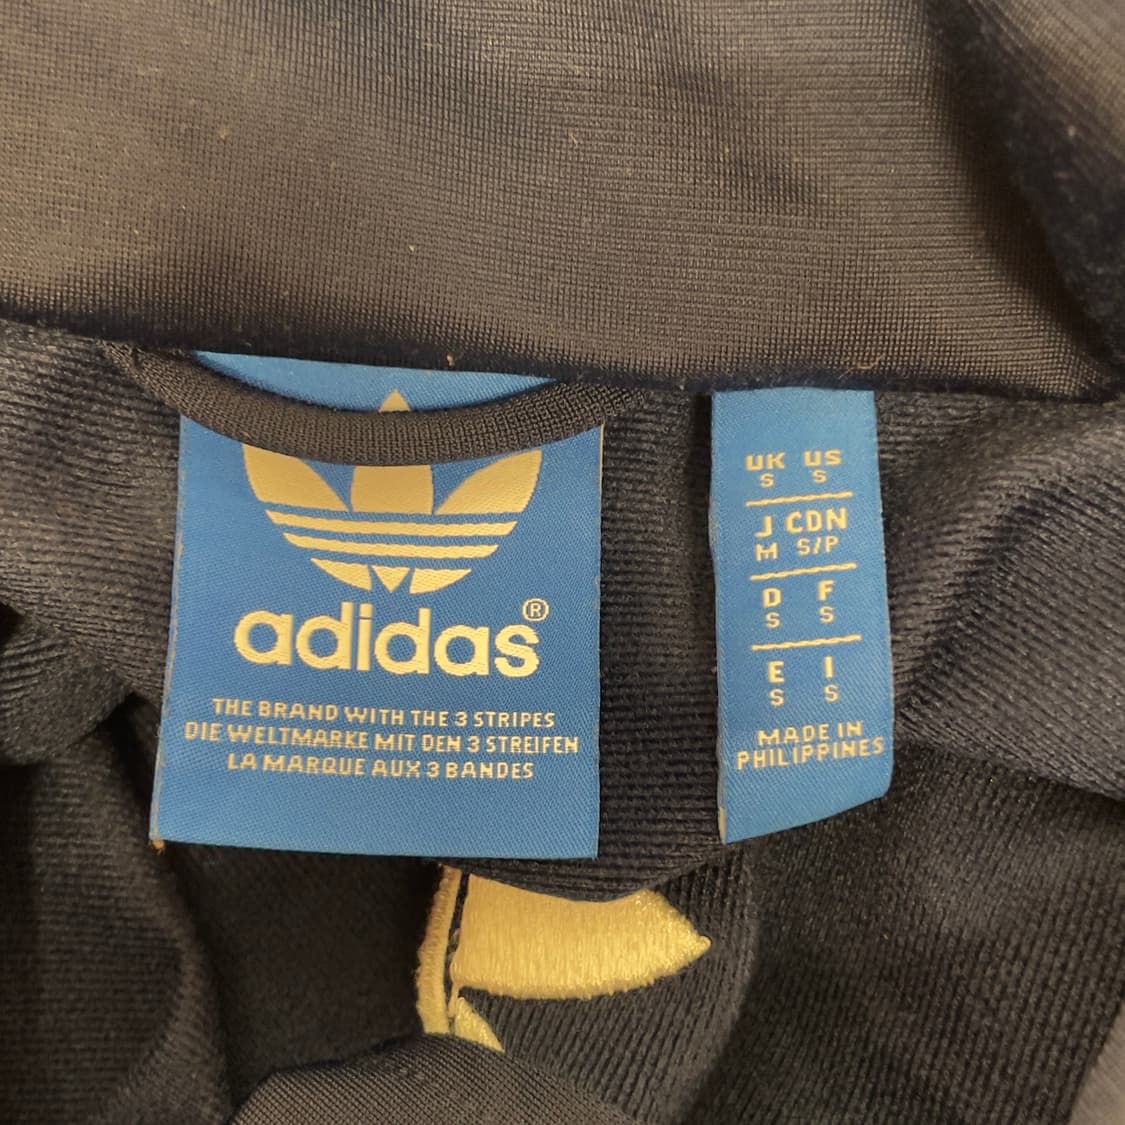 adidas®
THE BRAND WITH THE 3 STRIPES
DIE WELTMARKE MIT DEN 3 STREIFEN
LA MARQUE AUX 3 BANDES
UK US
S S
J CDN
M S/P
D F
S S
E I
S S
MADE IN
PHILIPPINES